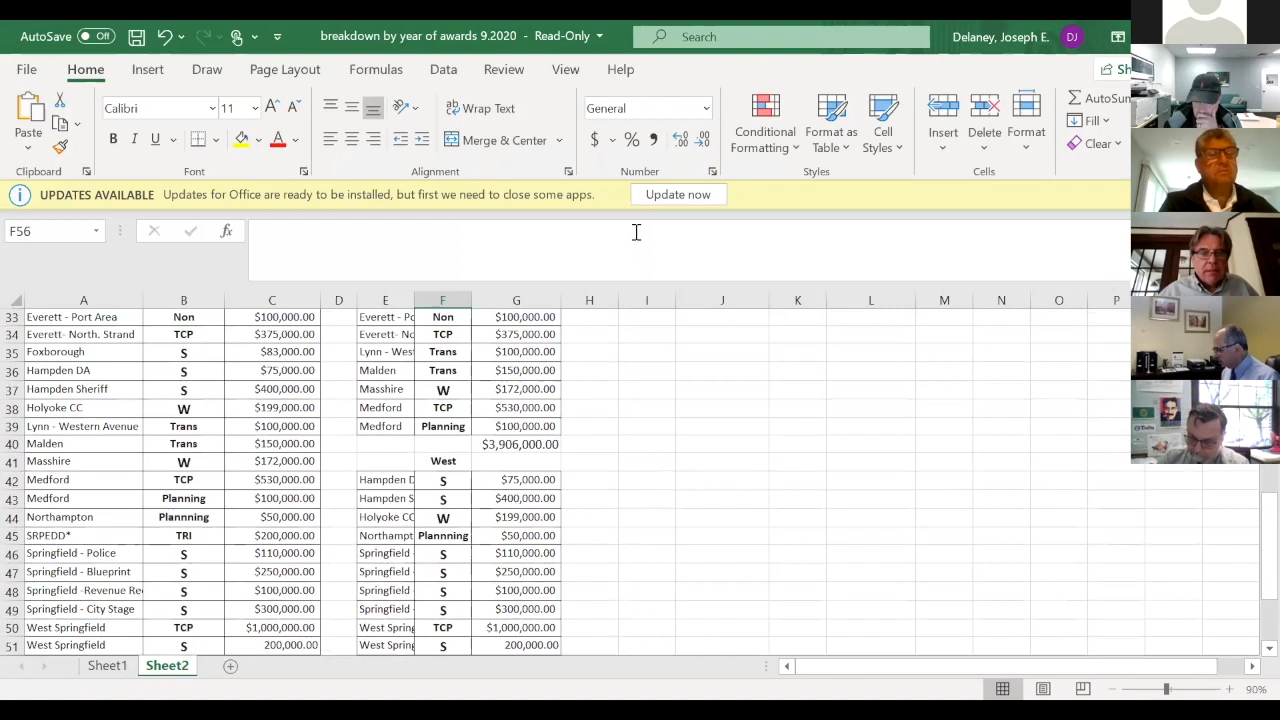 AutoSave Off breakdown by year of awards 9.2020 - Read-Only Search Delaney, Joseph E. DJ
File Home Insert Draw Page Layout Formulas Data Review View Help Sh
Paste Calibri 11 Wrap Text General Conditional Formatting Format as Table Cell Styles Insert Delete Format AutoSum
B I U Merge & Center $ % Fill
Clear
Clipboard Font Alignment Number Styles Cells
UPDATES AVAILABLE Updates for Office are ready to be installed, but first we need to close some apps. Update now
F56 fx
A B C D E F G H I J K L M N O P
33 Everett - Port Area Non $100,000.00 Everett - Po Non $100,000.00
34 Everett- North. Strand TCP $375,000.00 Everett- No TCP $375,000.00
35 Foxborough S $83,000.00 Lynn - Wes Trans $100,000.00
36 Hampden DA S $75,000.00 Malden Trans $150,000.00
37 Hampden Sheriff S $400,000.00 Masshire W $172,000.00
38 Holyoke CC W $199,000.00 Medford TCP $530,000.00
39 Lynn - Western Avenue Trans $100,000.00 Medford Planning $100,000.00
40 Malden Trans $150,000.00 $3,906,000.00
41 Masshire W $172,000.00 West
42 Medford TCP $530,000.00 Hampden D S $75,000.00
43 Medford Planning $100,000.00 Hampden S S $400,000.00
44 Northampton Plannning $50,000.00 Holyoke CC W $199,000.00
45 SRPEDD* TRI $200,000.00 Northampt Plannning $50,000.00
46 Springfield - Police S $110,000.00 Springfield S $110,000.00
47 Springfield - Blueprint S $250,000.00 Springfield S $250,000.00
48 Springfield -Revenue Re S $100,000.00 Springfield S $100,000.00
49 Springfield - City Stage S $300,000.00 Springfield S $300,000.00
50 West Springfield TCP $1,000,000.00 West Spring TCP $1,000,000.00
51 West Springfield S 200,000.00 West Spring S 200,000.00
Sheet1 Sheet2
90%